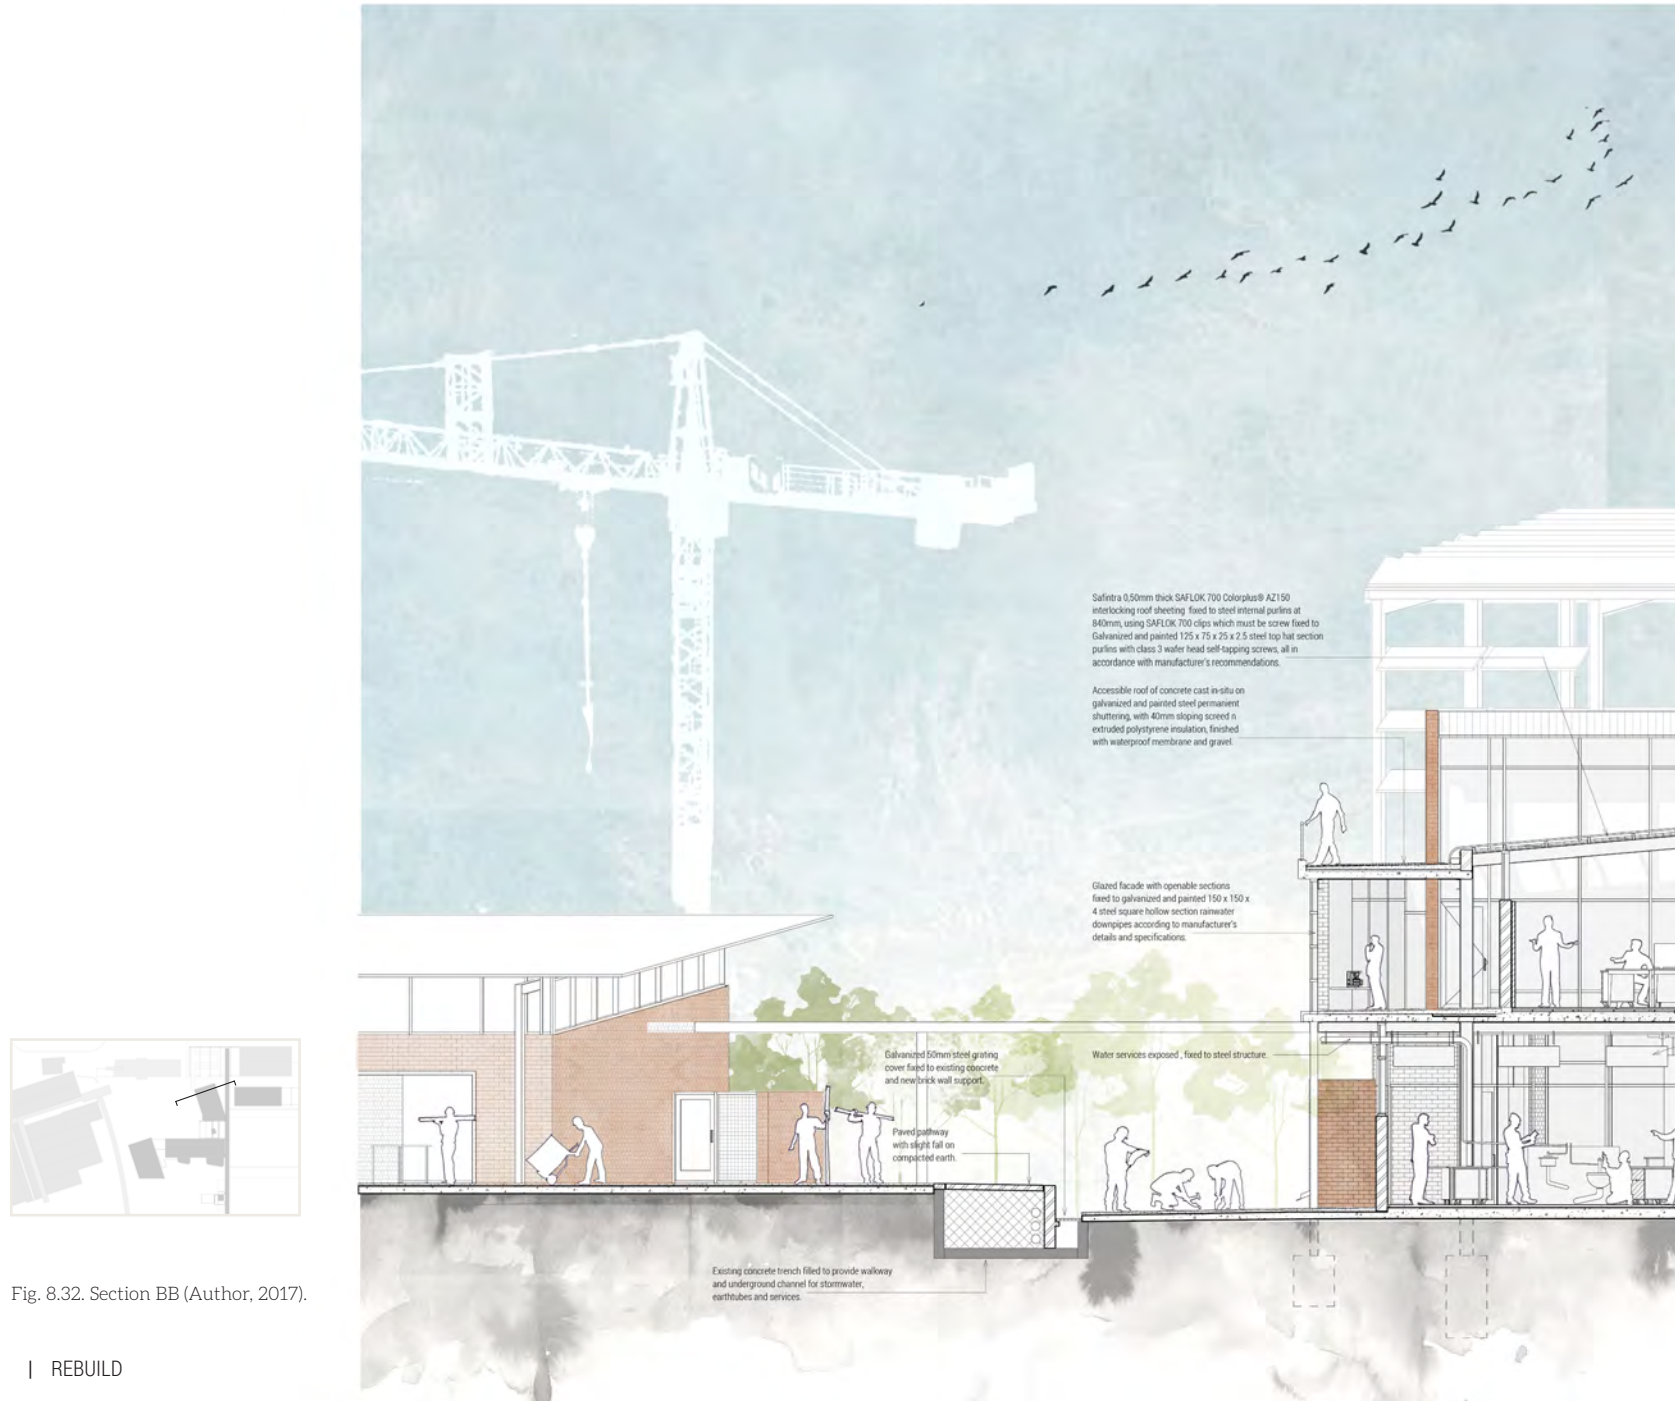 Safintra 0,50mm thick SAFLOK 700 Colorplus® AZ150
interlocking roof sheeting fixed to steel internal purlins at
840mm, using SAFLOK 700 clips which must be screw fixed to
Galvanized and painted 125 x 75 x 25 x 2.5 steel top hat section
purlins with class 3 wafer head self-tapping screws, all in
accordance with manufacturer's recommendations.
Accessible roof of concrete cast in-situ on
galvanized and painted steel permanient
shuttering, with 40mm sloping screed n
extruded polystyrene insulation, finished
with waterproof membrane and gravel.
Glazed facade with openable sections
fixed to galvanized and painted 150 x 150 x
4 steel square hollow section rainwater
downpipes according to manufacturer's
details and specifications.
Galvanized 50mm steel grating
cover fixed to existing concrete
and new brick wall support.
Water services exposed , fixed to steel structure.
Paved pathway
with slight fall on
compacted earth.
Existing concrete trench filled to provide walkway
and underground channel for stormwater,
earthtubes and services.
Fig. 8.32. Section BB (Author, 2017).
| REBUILD